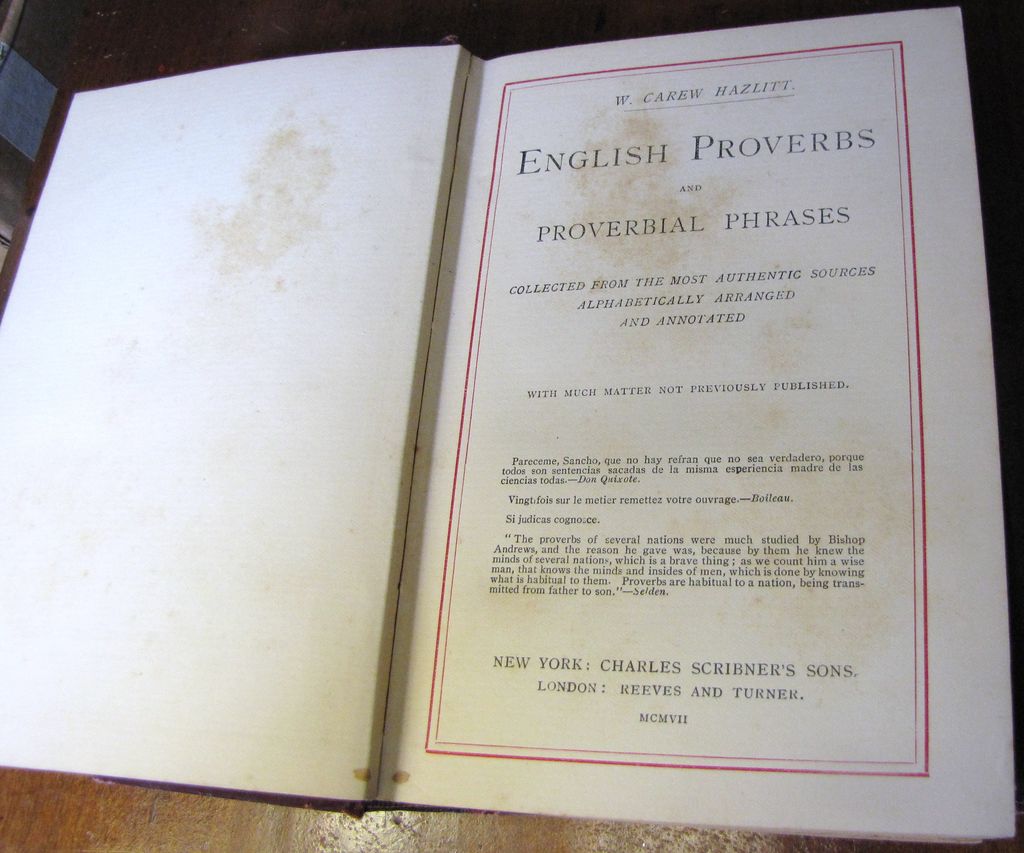 W. CAREW HAZLITT.
ENGLISH PROVERBS
AND
PROVERBIAL PHRASES
COLLECTED FROM THE MOST AUTHENTIC SOURCES
ALPHABETICALLY ARRANGED
AND ANNOTATED
WITH MUCH MATTER NOT PREVIOUSLY PUBLISHED.
Pareceme, Sancho, que no hay refran que no sea verdadero, porque
todos son sentencias sacadas de la misma esperiencia madre de las
ciencias todas.—Don Quixote.
Vingt fois sur le metier remettez votre ouvrage.—Boileau.
Si judicas cognosce.
"The proverbs of several nations were much studied by Bishop
Andrews, and the reason he gave was, because by them he knew the
minds of several nations, which is a brave thing; as we count him a wise
man, that knows the minds and insides of men, which is done by knowing
what is habitual to them. Proverbs are habitual to a nation, being trans-
mitted from father to son."—Selden.
NEW YORK: CHARLES SCRIBNER'S SONS.
LONDON: REEVES AND TURNER.
MCMVII